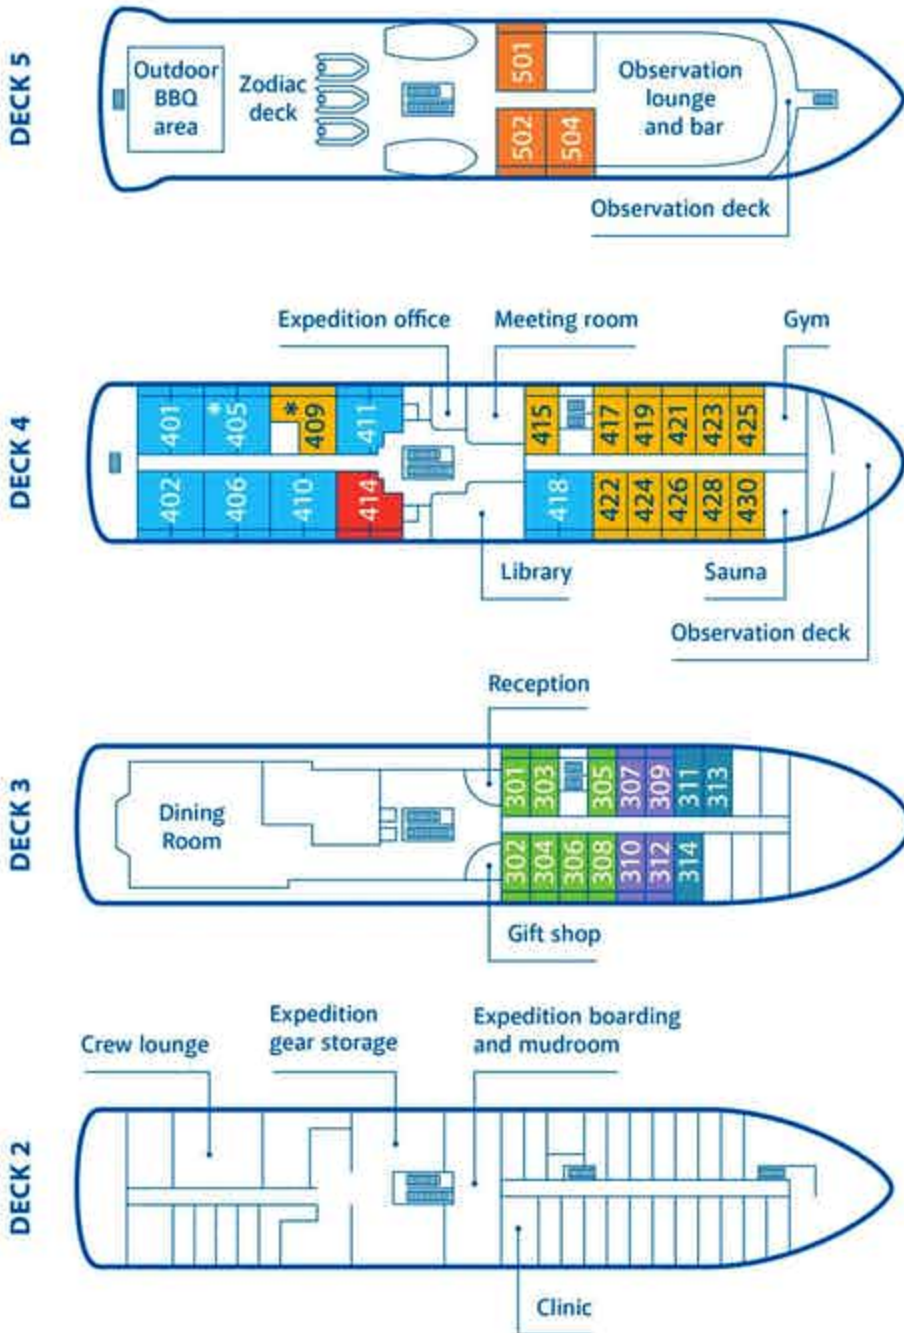 DECK 5
Outdoor
BBQ
area
Zodiac
deck
501
502
504
Observation
lounge
and bar
Observation deck
DECK 4
Expedition office
Meeting room
Gym
401
*
405
*
409
411
415
417
419
421
423
425
402
406
410
414
418
422
424
426
428
430
Library
Sauna
Observation deck
DECK 3
Reception
Dining
Room
301
303
305
307
309
311
313
302
304
306
308
310
312
314
Gift shop
DECK 2
Crew lounge
Expedition
gear storage
Expedition boarding
and mudroom
Clinic